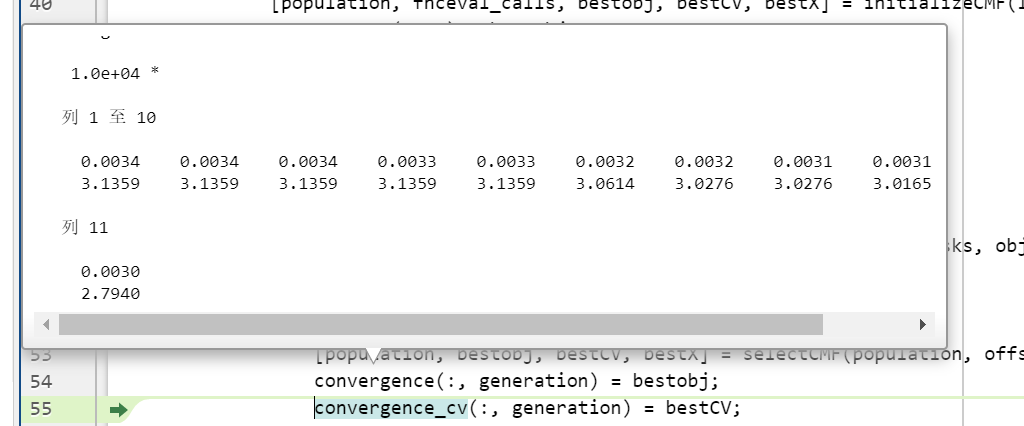 40 [population, fnceval_calls, bestobj, bestCV, bestX] = initializeCMF(
1.0e+04 *
列 1 至 10
0.0034 0.0034 0.0034 0.0033 0.0033 0.0032 0.0032 0.0031 0.0031
3.1359 3.1359 3.1359 3.1359 3.1359 3.0614 3.0276 3.0276 3.0165
ks, obj
列 11
0.0030
2.7940
53 [population, bestobj, bestCV, bestX] = selectCMF(population, offs
54 convergence(:, generation) = bestobj;
55 convergence_cv(:, generation) = bestCV;